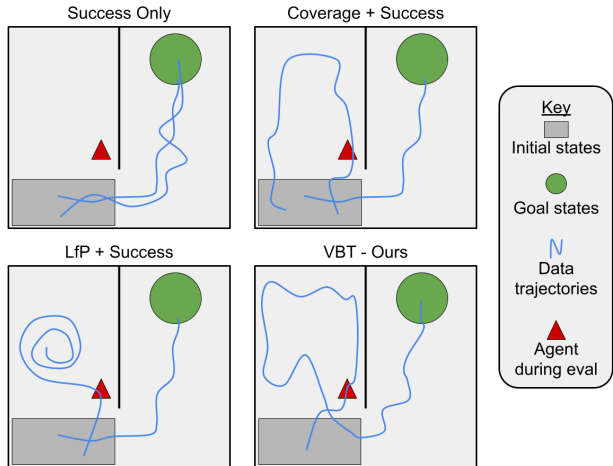 Success Only
Coverage + Success
LfP + Success
VBT - Ours
Key
Initial states
Goal states
Data
trajectories
Agent
during eval